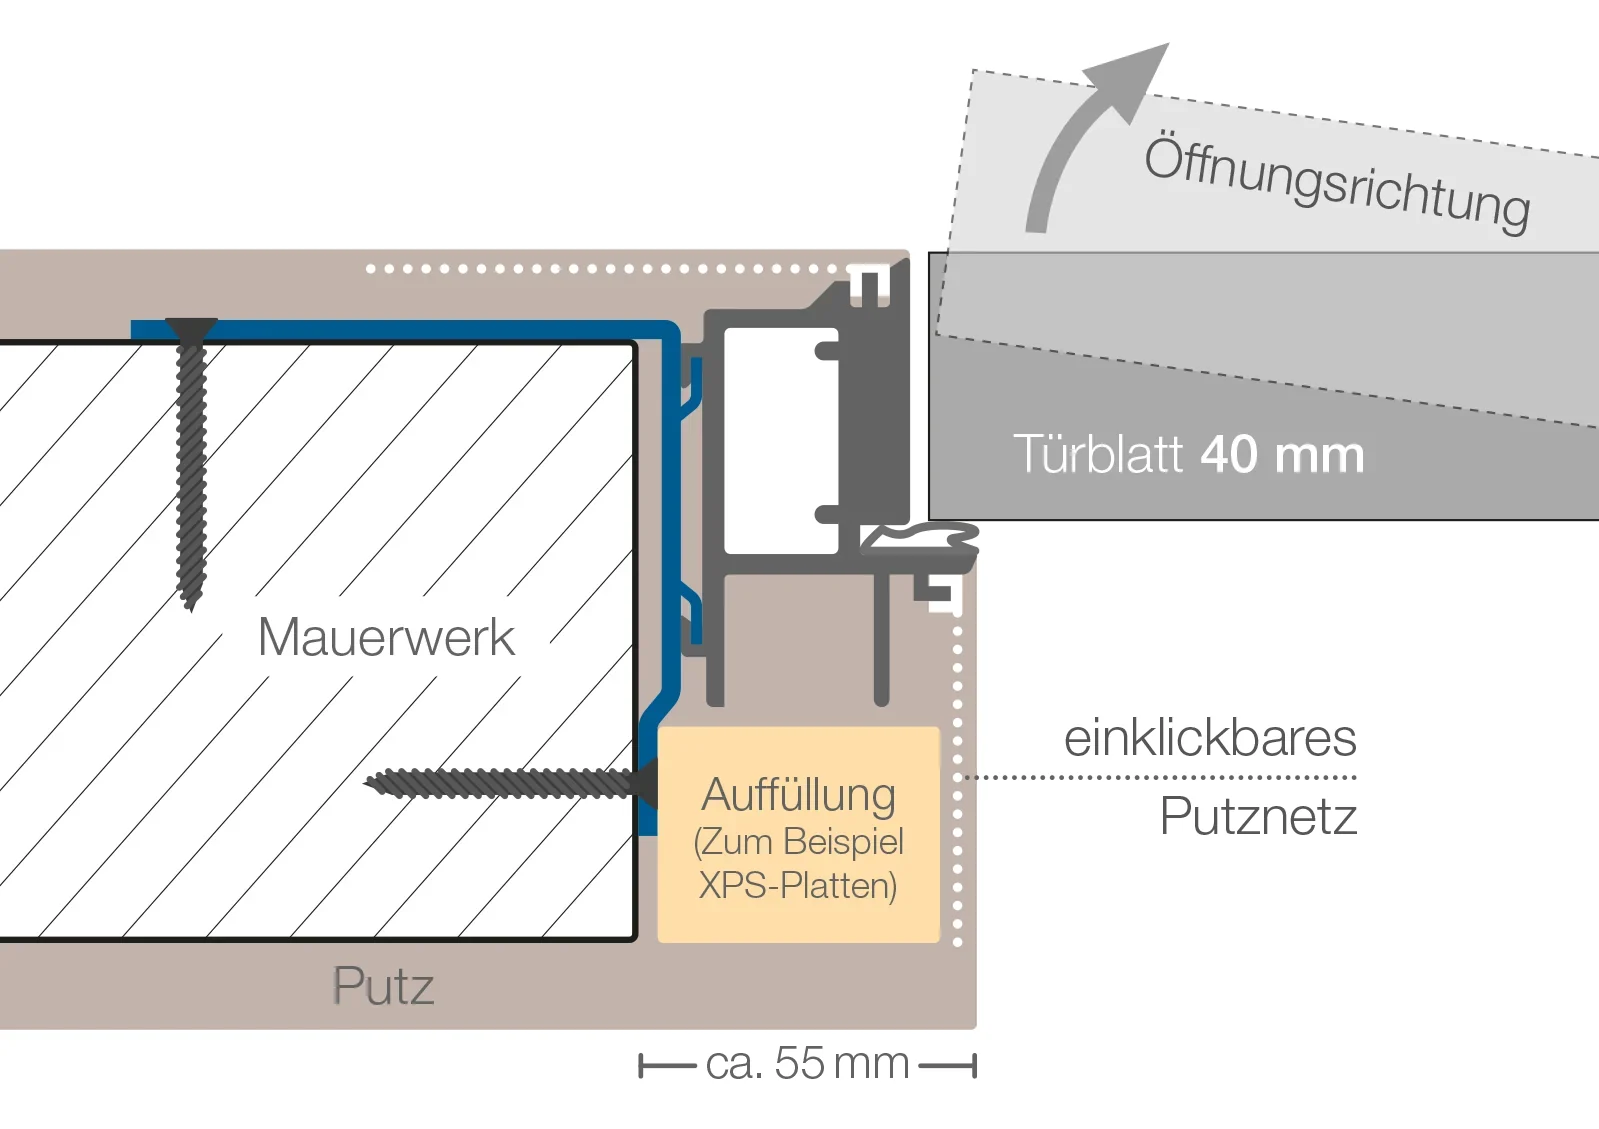 Öffnungsrichtung
Türblatt 40 mm
Mauerwerk
einklickbares
Putznetz
Auffüllung
(Zum Beispiel
XPS-Platten)
Putz
ca. 55 mm